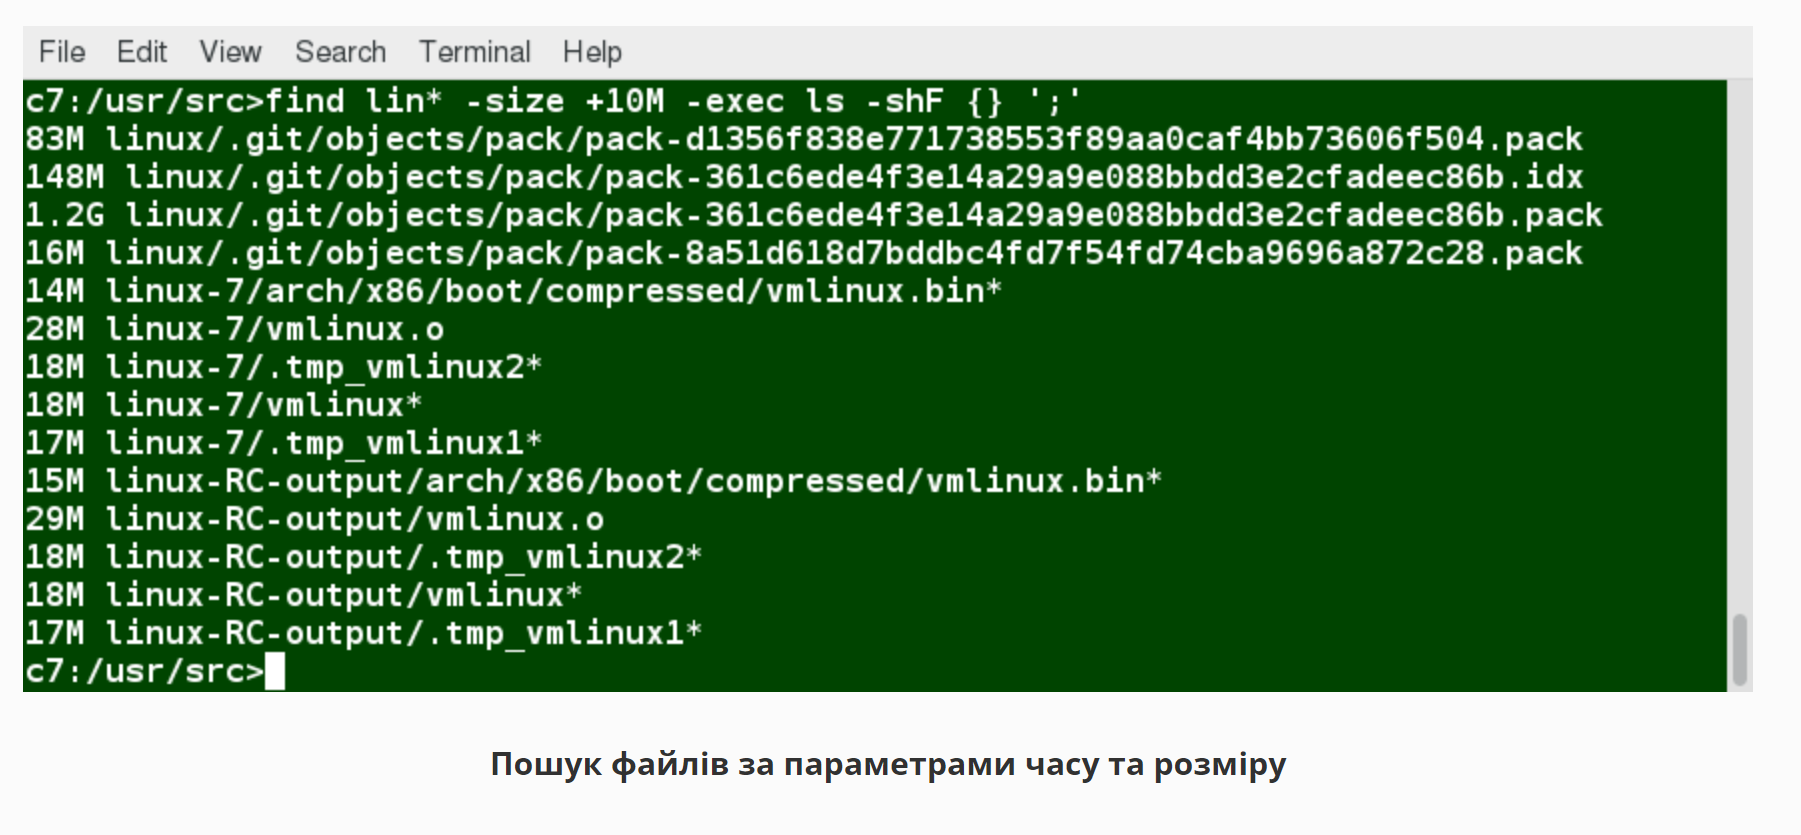 File Edit View Search Terminal Help
c7:/usr/src>find lin* -size +10M -exec ls -shF {} ';'
83M linux/.git/objects/pack/pack-d1356f838e771738553f89aa0caf4bb73606f504.pack
148M linux/.git/objects/pack/pack-361c6ede4f3e14a29a9e088bbdd3e2cfadeec86b.idx
1.2G linux/.git/objects/pack/pack-361c6ede4f3e14a29a9e088bbdd3e2cfadeec86b.pack
16M linux/.git/objects/pack/pack-8a51d618d7bddbc4fd7f54fd74cba9696a872c28.pack
14M linux-7/arch/x86/boot/compressed/vmlinux.bin*
28M linux-7/vmlinux.o
18M linux-7/.tmp_vmlinux2*
18M linux-7/vmlinux*
17M linux-7/.tmp_vmlinux1*
15M linux-RC-output/arch/x86/boot/compressed/vmlinux.bin*
29M linux-RC-output/vmlinux.o
18M linux-RC-output/.tmp_vmlinux2*
18M linux-RC-output/vmlinux*
17M linux-RC-output/.tmp_vmlinux1*
c7:/usr/src>
Пошук файлів за параметрами часу та розміру